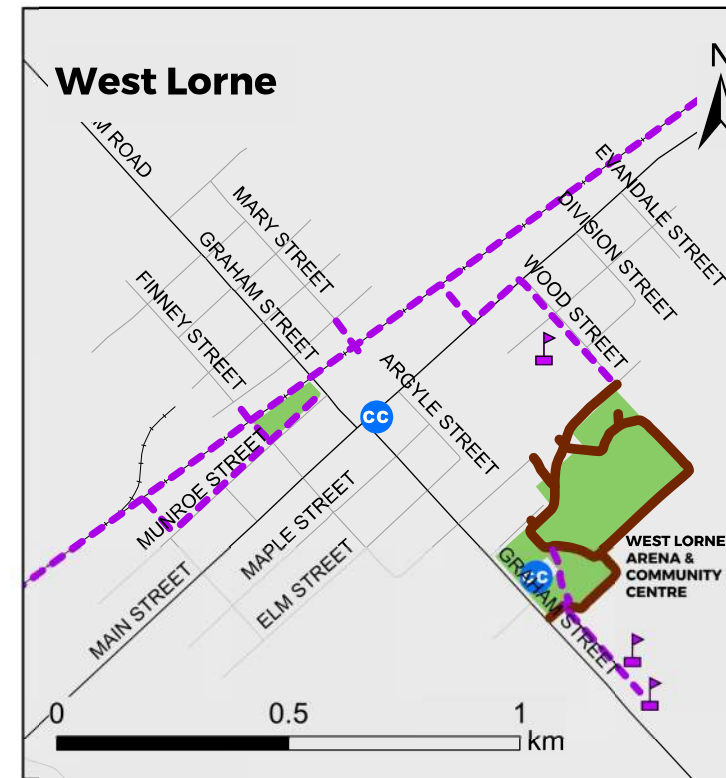 West Lorne
N
M ROAD
EVANDALE STREET
DIVISION STREET
MARY STREET
GRAHAM STREET
WOOD STREET
FINNEY STREET
ARGYLE STREET
CC
MUNROE STREET
MAPLE STREET
MAIN STREET
ELM STREET
WEST LORNE
ARENA &
COMMUNITY
CENTRE
CC
GRAHAM STREET
0 0.5 1
km